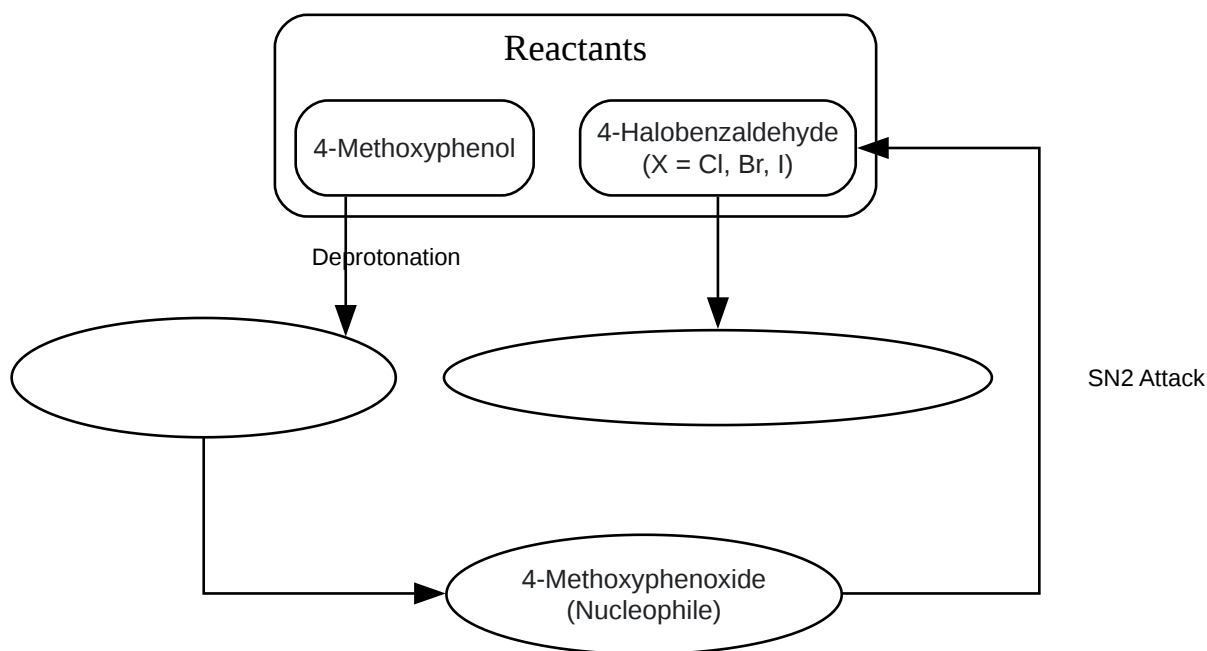 Reactants
4-Methoxyphenol
4-Halobenzaldehyde
(X = Cl, Br, I)
Deprotonation
SN2 Attack
4-Methoxyphenoxide
(Nucleophile)